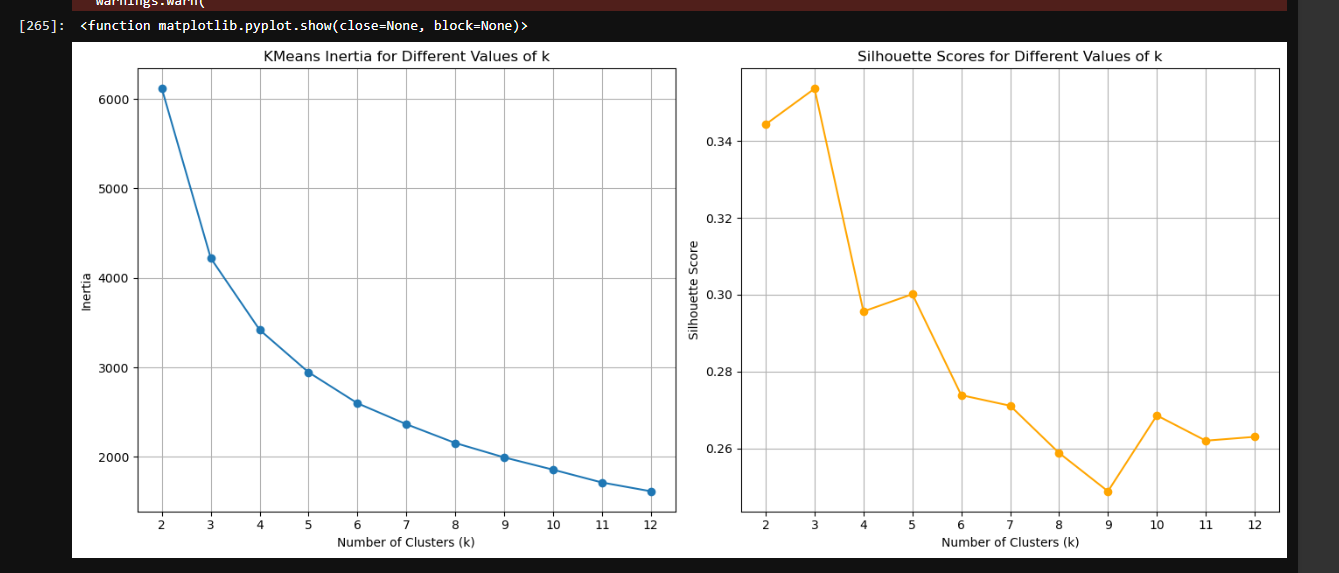 warnings.warn(
[265]: <function matplotlib.pyplot.show(close=None, block=None)>
KMeans Inertia for Different Values of k
6000
5000
4000
3000
2000
Inertia
2 3 4 5 6 7 8 9 10 11 12
Number of Clusters (k)
Silhouette Scores for Different Values of k
0.34
0.32
0.30
0.28
0.26
Silhouette Score
2 3 4 5 6 7 8 9 10 11 12
Number of Clusters (k)